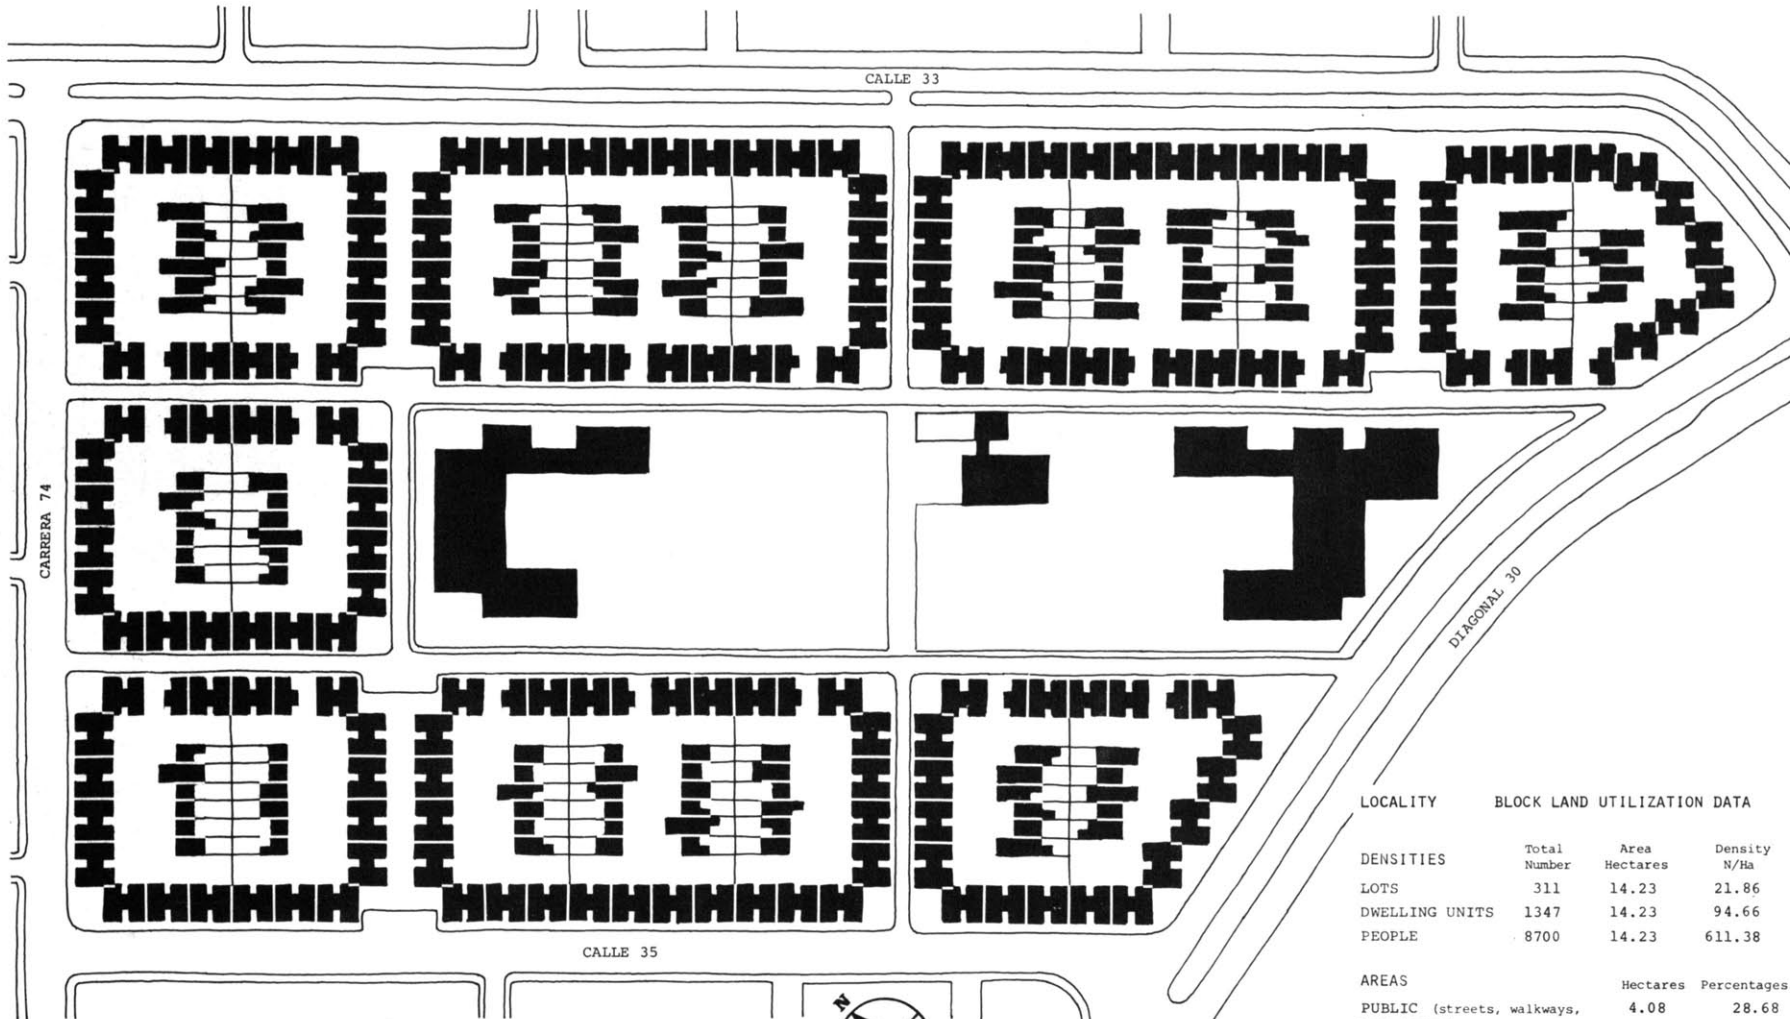 CALLE 33
CARRERA 74
DIAGONAL 30
LOCALITY BLOCK LAND UTILIZATION DATA
DENSITIES Total Number Area Hectares Density N/Ha
LOTS 311 14.23 21.86
DWELLING UNITS 1347 14.23 94.66
PEOPLE 8700 14.23 611.38
CALLE 35
AREAS Hectares Percentages
PUBLIC (streets, walkways, 4.08 28.68
N